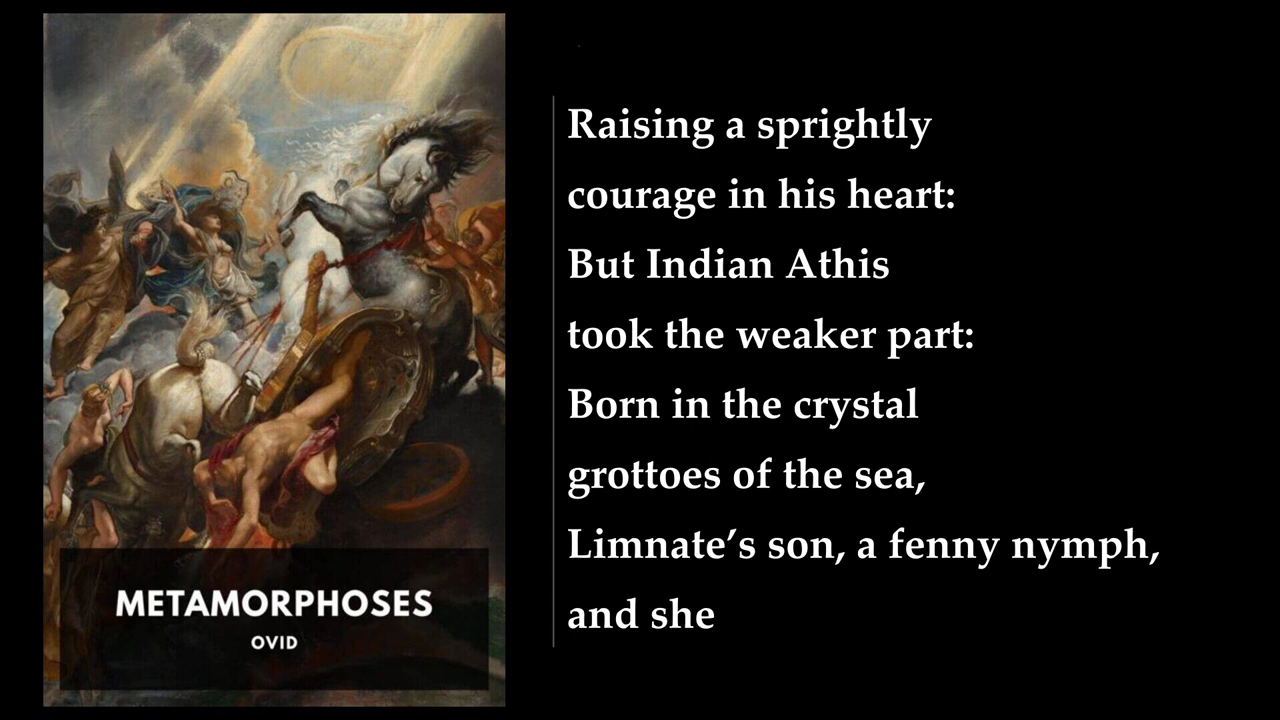 METAMORPHOSES
OVID
Raising a sprightly
courage in his heart:
But Indian Athis
took the weaker part:
Born in the crystal
grottoes of the sea,
Limnate’s son, a fenny nymph,
and she